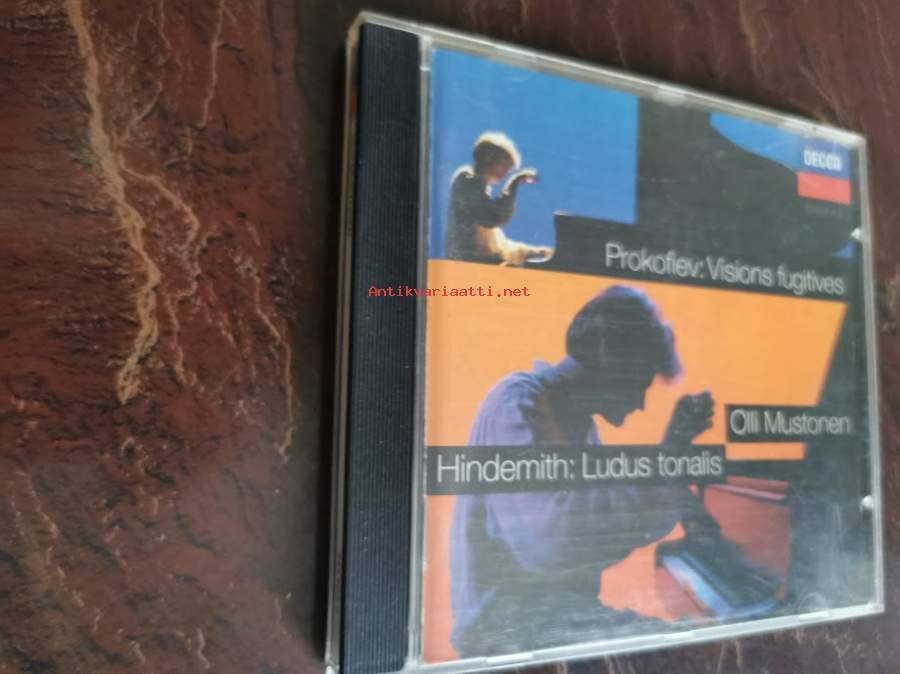 DECCA
Prokofiev: Visions fugitives
Antikvariaatti.net
Olli Mustonen
Hindemith: Ludus tonalis